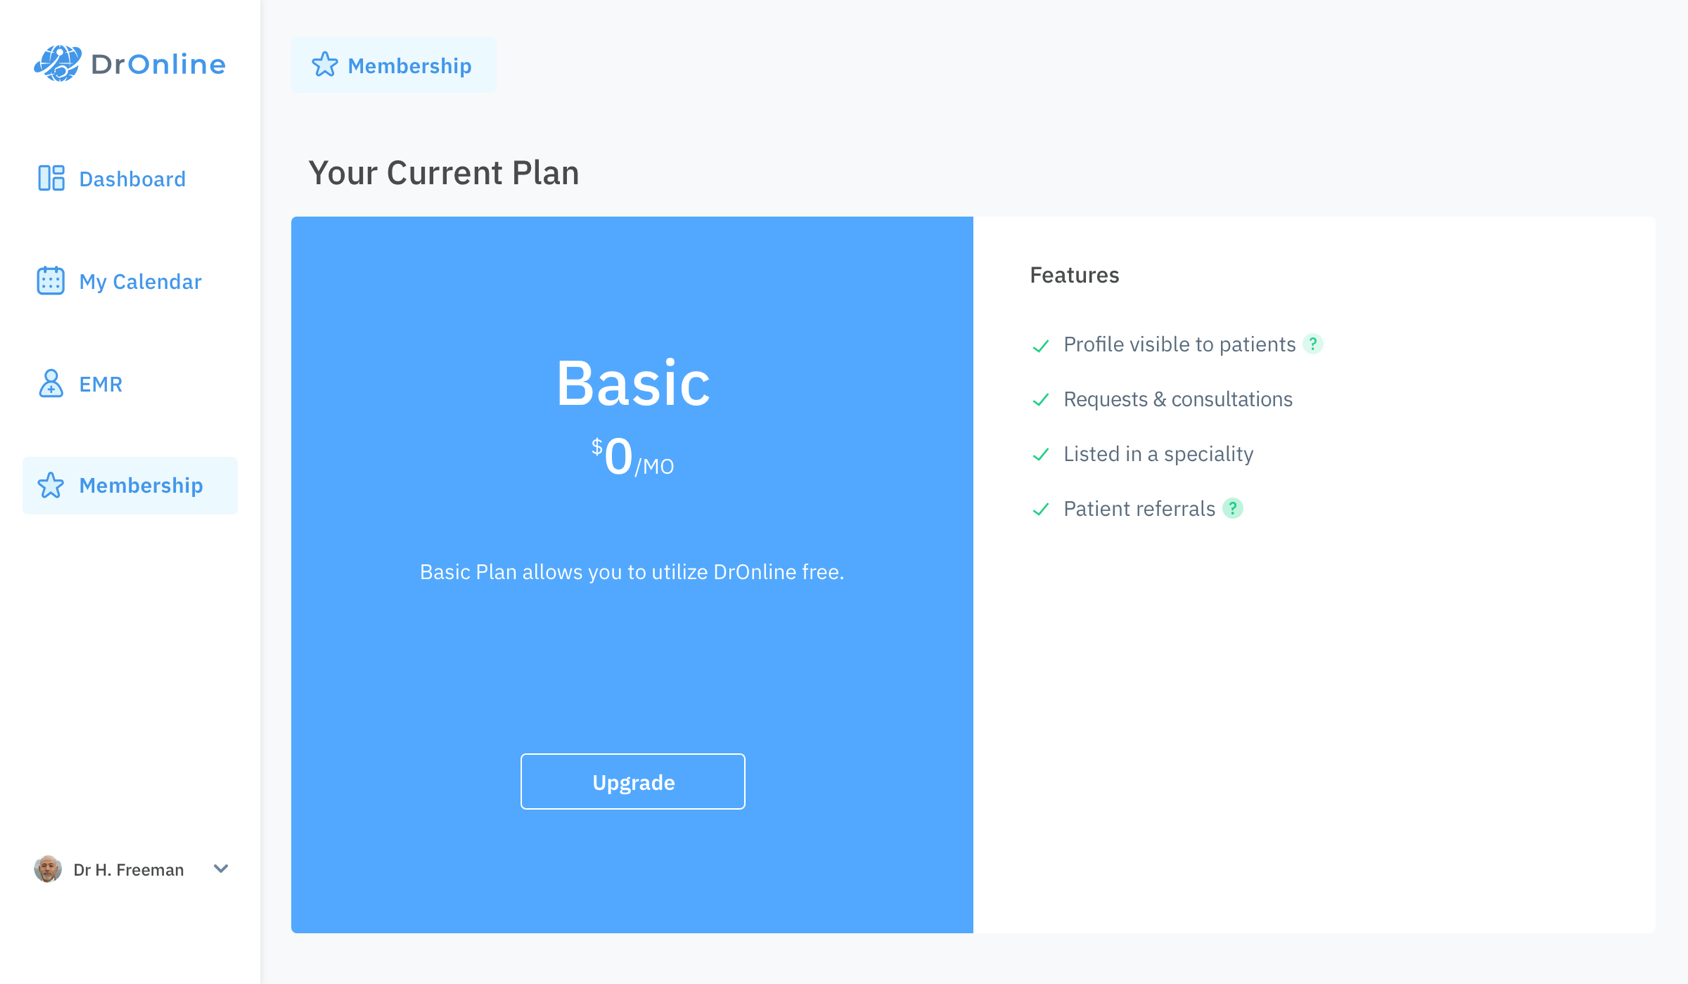 DrOnline
Dashboard
My Calendar
EMR
Membership
Dr H. Freeman
Membership
Your Current Plan
Basic
$0/MO
Basic Plan allows you to utilize DrOnline free.
Upgrade
Features
Profile visible to patients ?
Requests & consultations
Listed in a speciality
Patient referrals ?